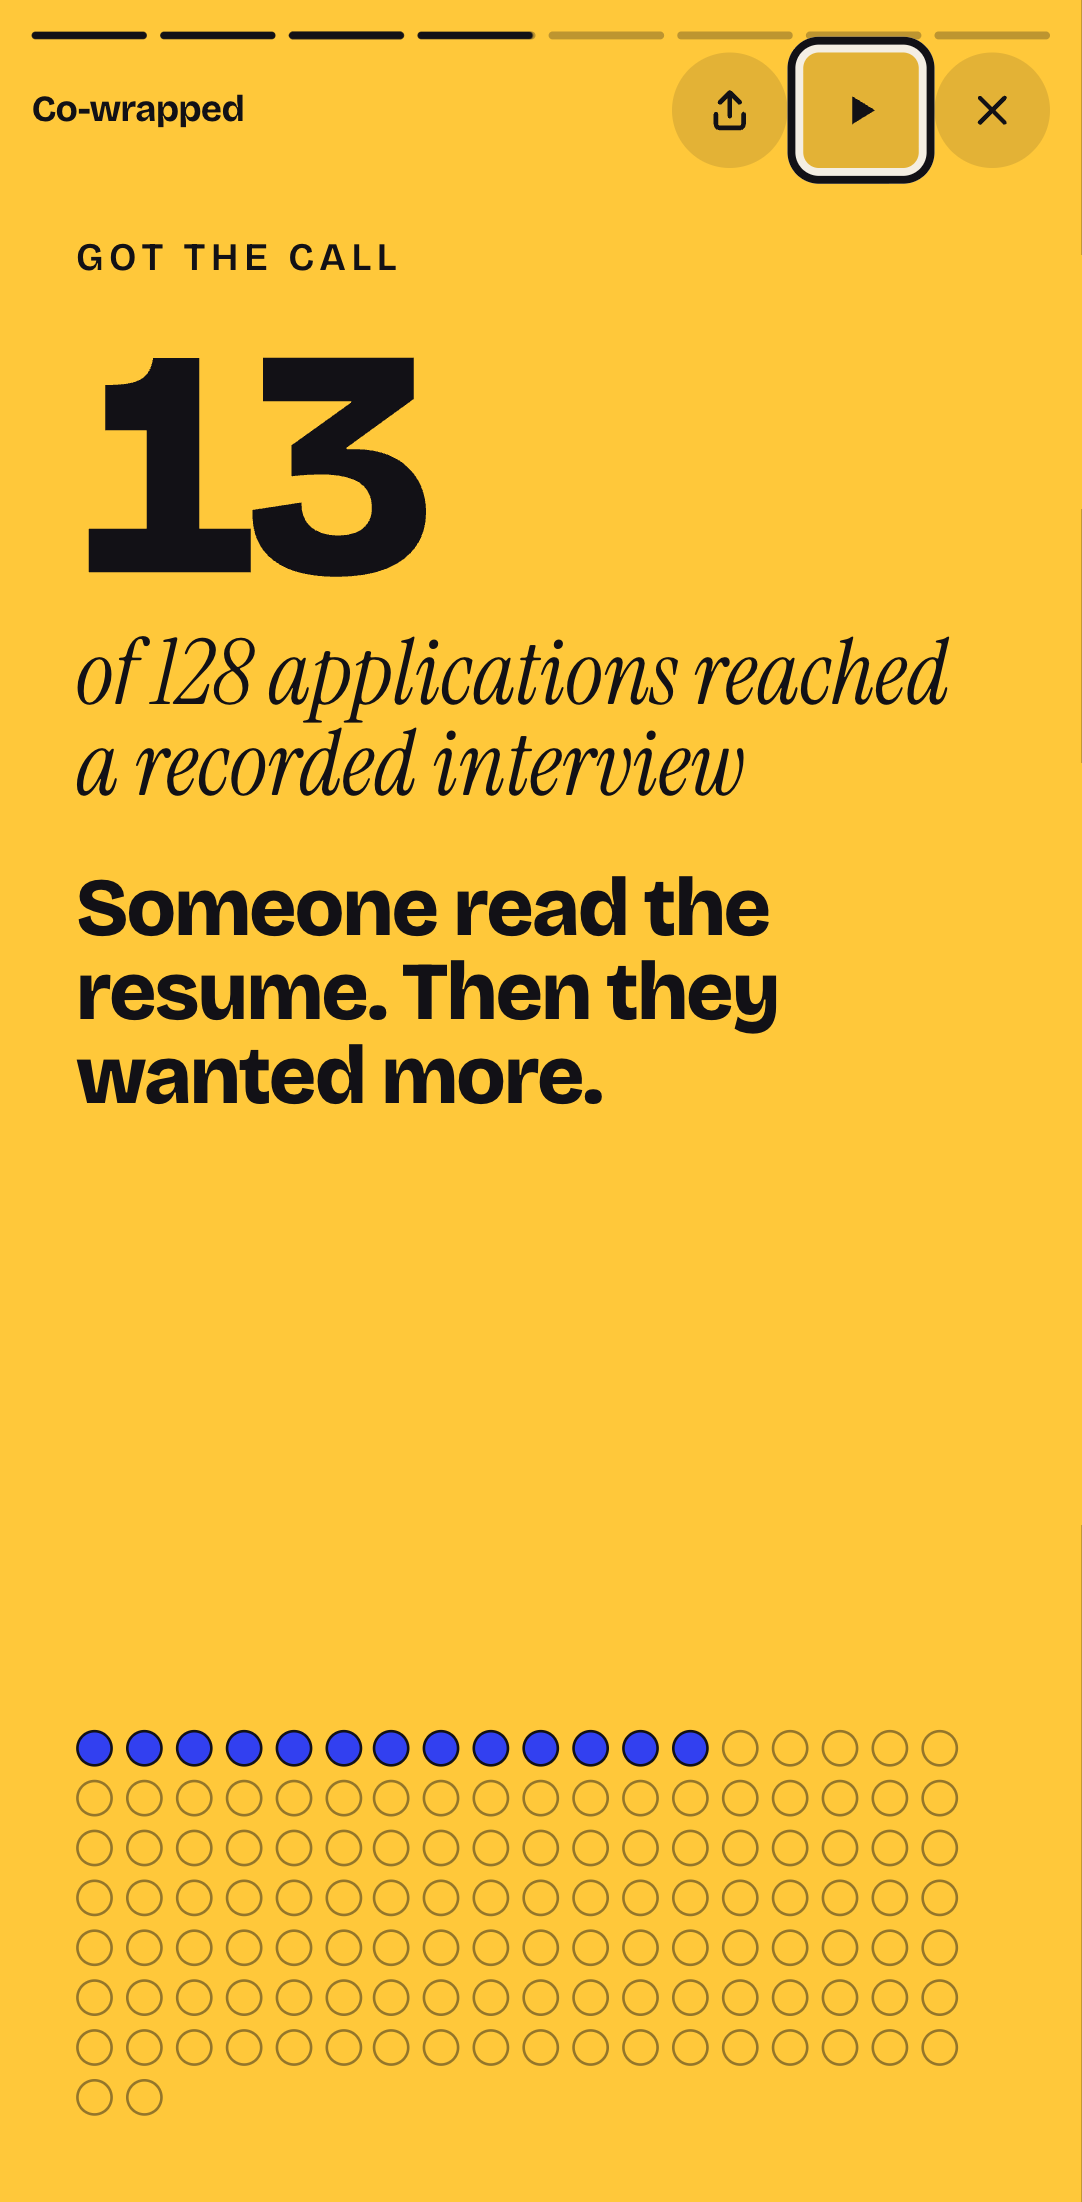 Co-wrapped
GOT THE CALL
13
of 128 applications reached
a recorded interview
Someone read the
resume. Then they
wanted more.